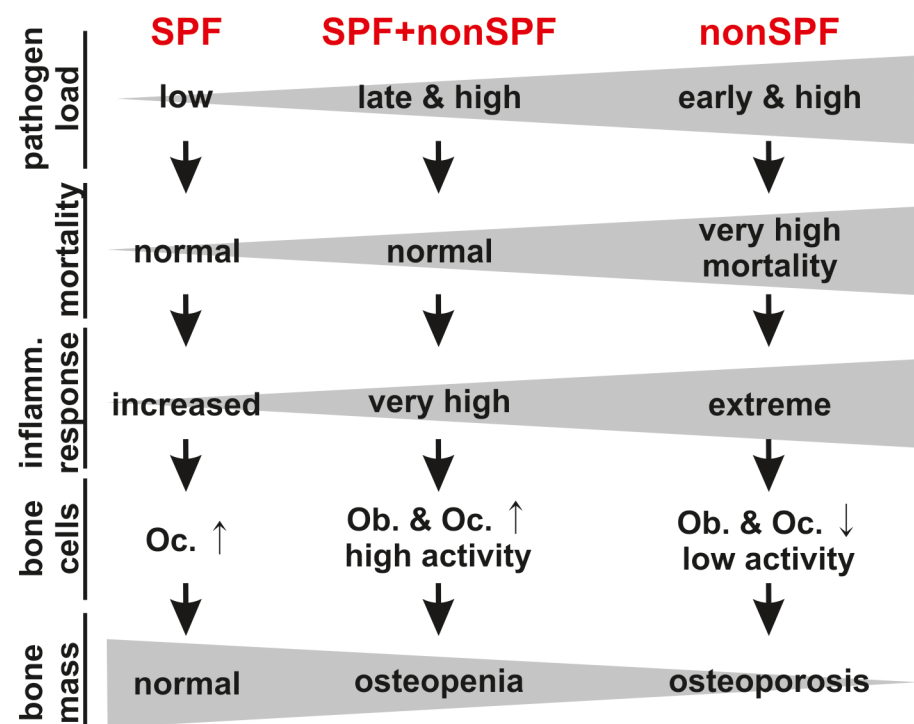 SPF SPF+nonSPF nonSPF
pathogen
load
low late & high early & high
mortality
normal normal very high
mortality
inflamm.
response
increased very high extreme
bone
cells
Oc. ↑ Ob. & Oc. ↑ Ob. & Oc. ↓
high activity low activity
bone
mass
normal osteopenia osteoporosis